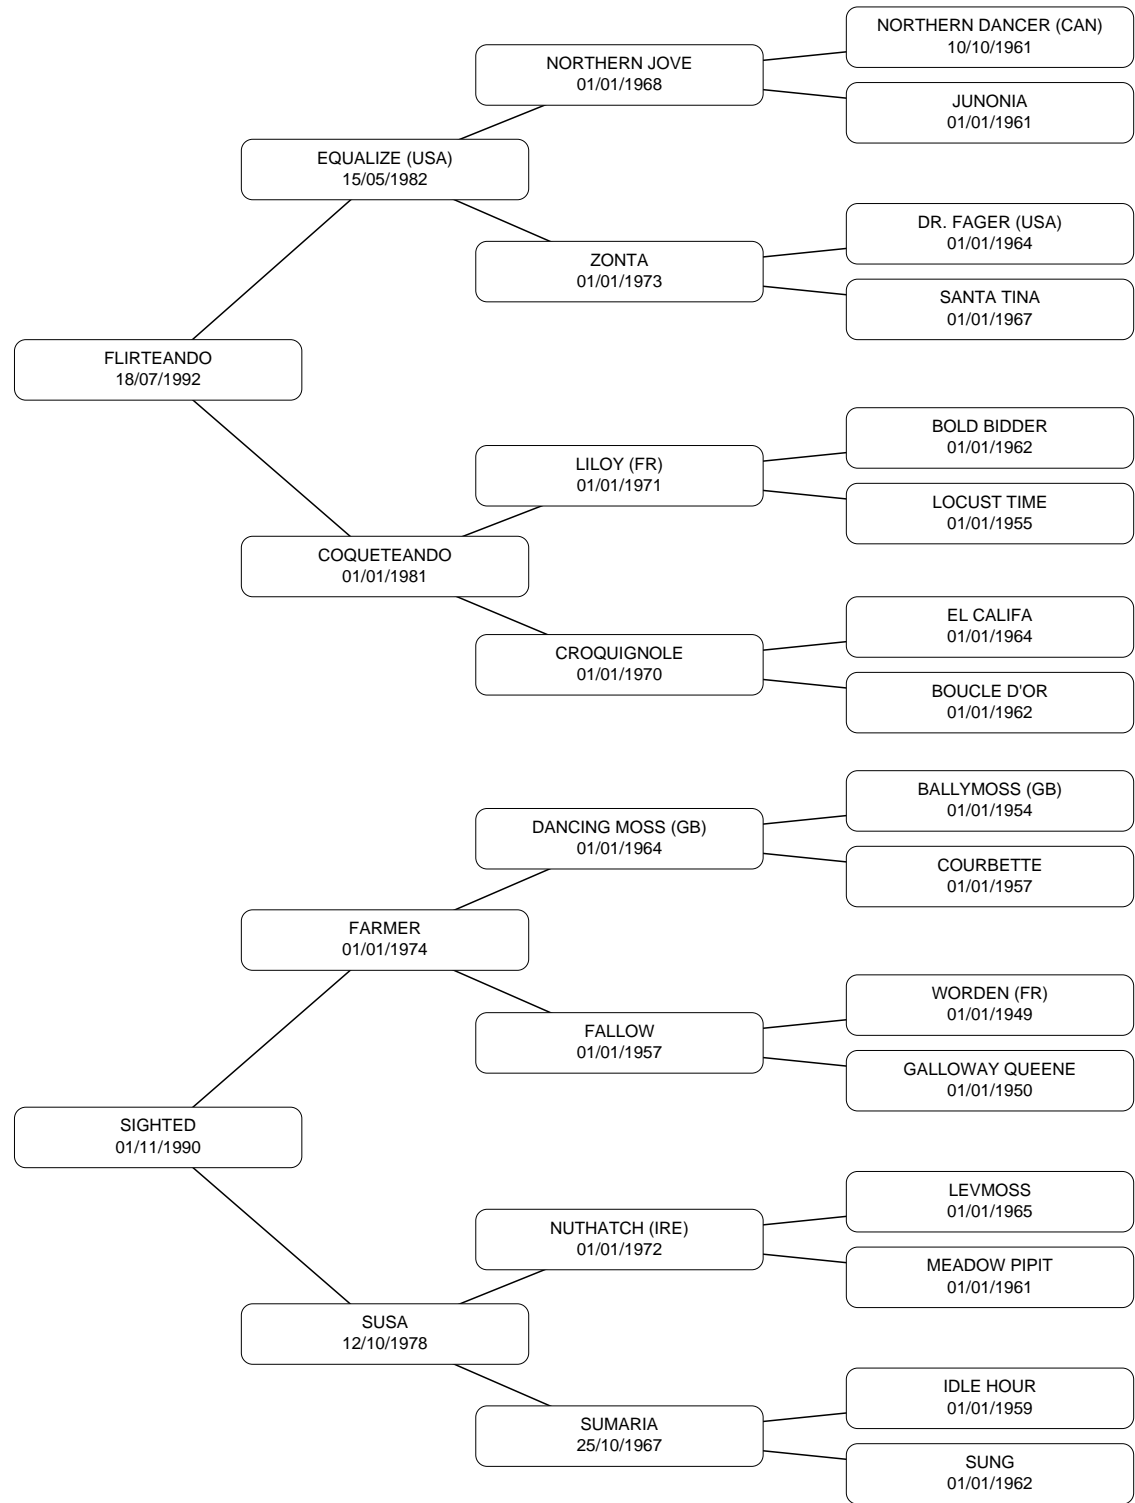 NORTHERN DANCER (CAN)
10/10/1961
NORTHERN JOVE
01/01/1968
JUNONIA
01/01/1961
EQUALIZE (USA)
15/05/1982
DR. FAGER (USA)
01/01/1964
ZONTA
01/01/1973
SANTA TINA
01/01/1967
FLIRTEANDO
18/07/1992
BOLD BIDDER
01/01/1962
LILOY (FR)
01/01/1971
LOCUST TIME
01/01/1955
COQUETEANDO
01/01/1981
EL CALIFA
01/01/1964
CROQUIGNOLE
01/01/1970
BOUCLE D'OR
01/01/1962
BALLYMOSS (GB)
01/01/1954
DANCING MOSS (GB)
01/01/1964
COURBETTE
01/01/1957
FARMER
01/01/1974
WORDEN (FR)
01/01/1949
FALLOW
01/01/1957
GALLOWAY QUEENE
01/01/1950
SIGHTED
01/11/1990
LEVMOSS
01/01/1965
NUTHATCH (IRE)
01/01/1972
MEADOW PIPIT
01/01/1961
SUSA
12/10/1978
IDLE HOUR
01/01/1959
SUMARIA
25/10/1967
SUNG
01/01/1962